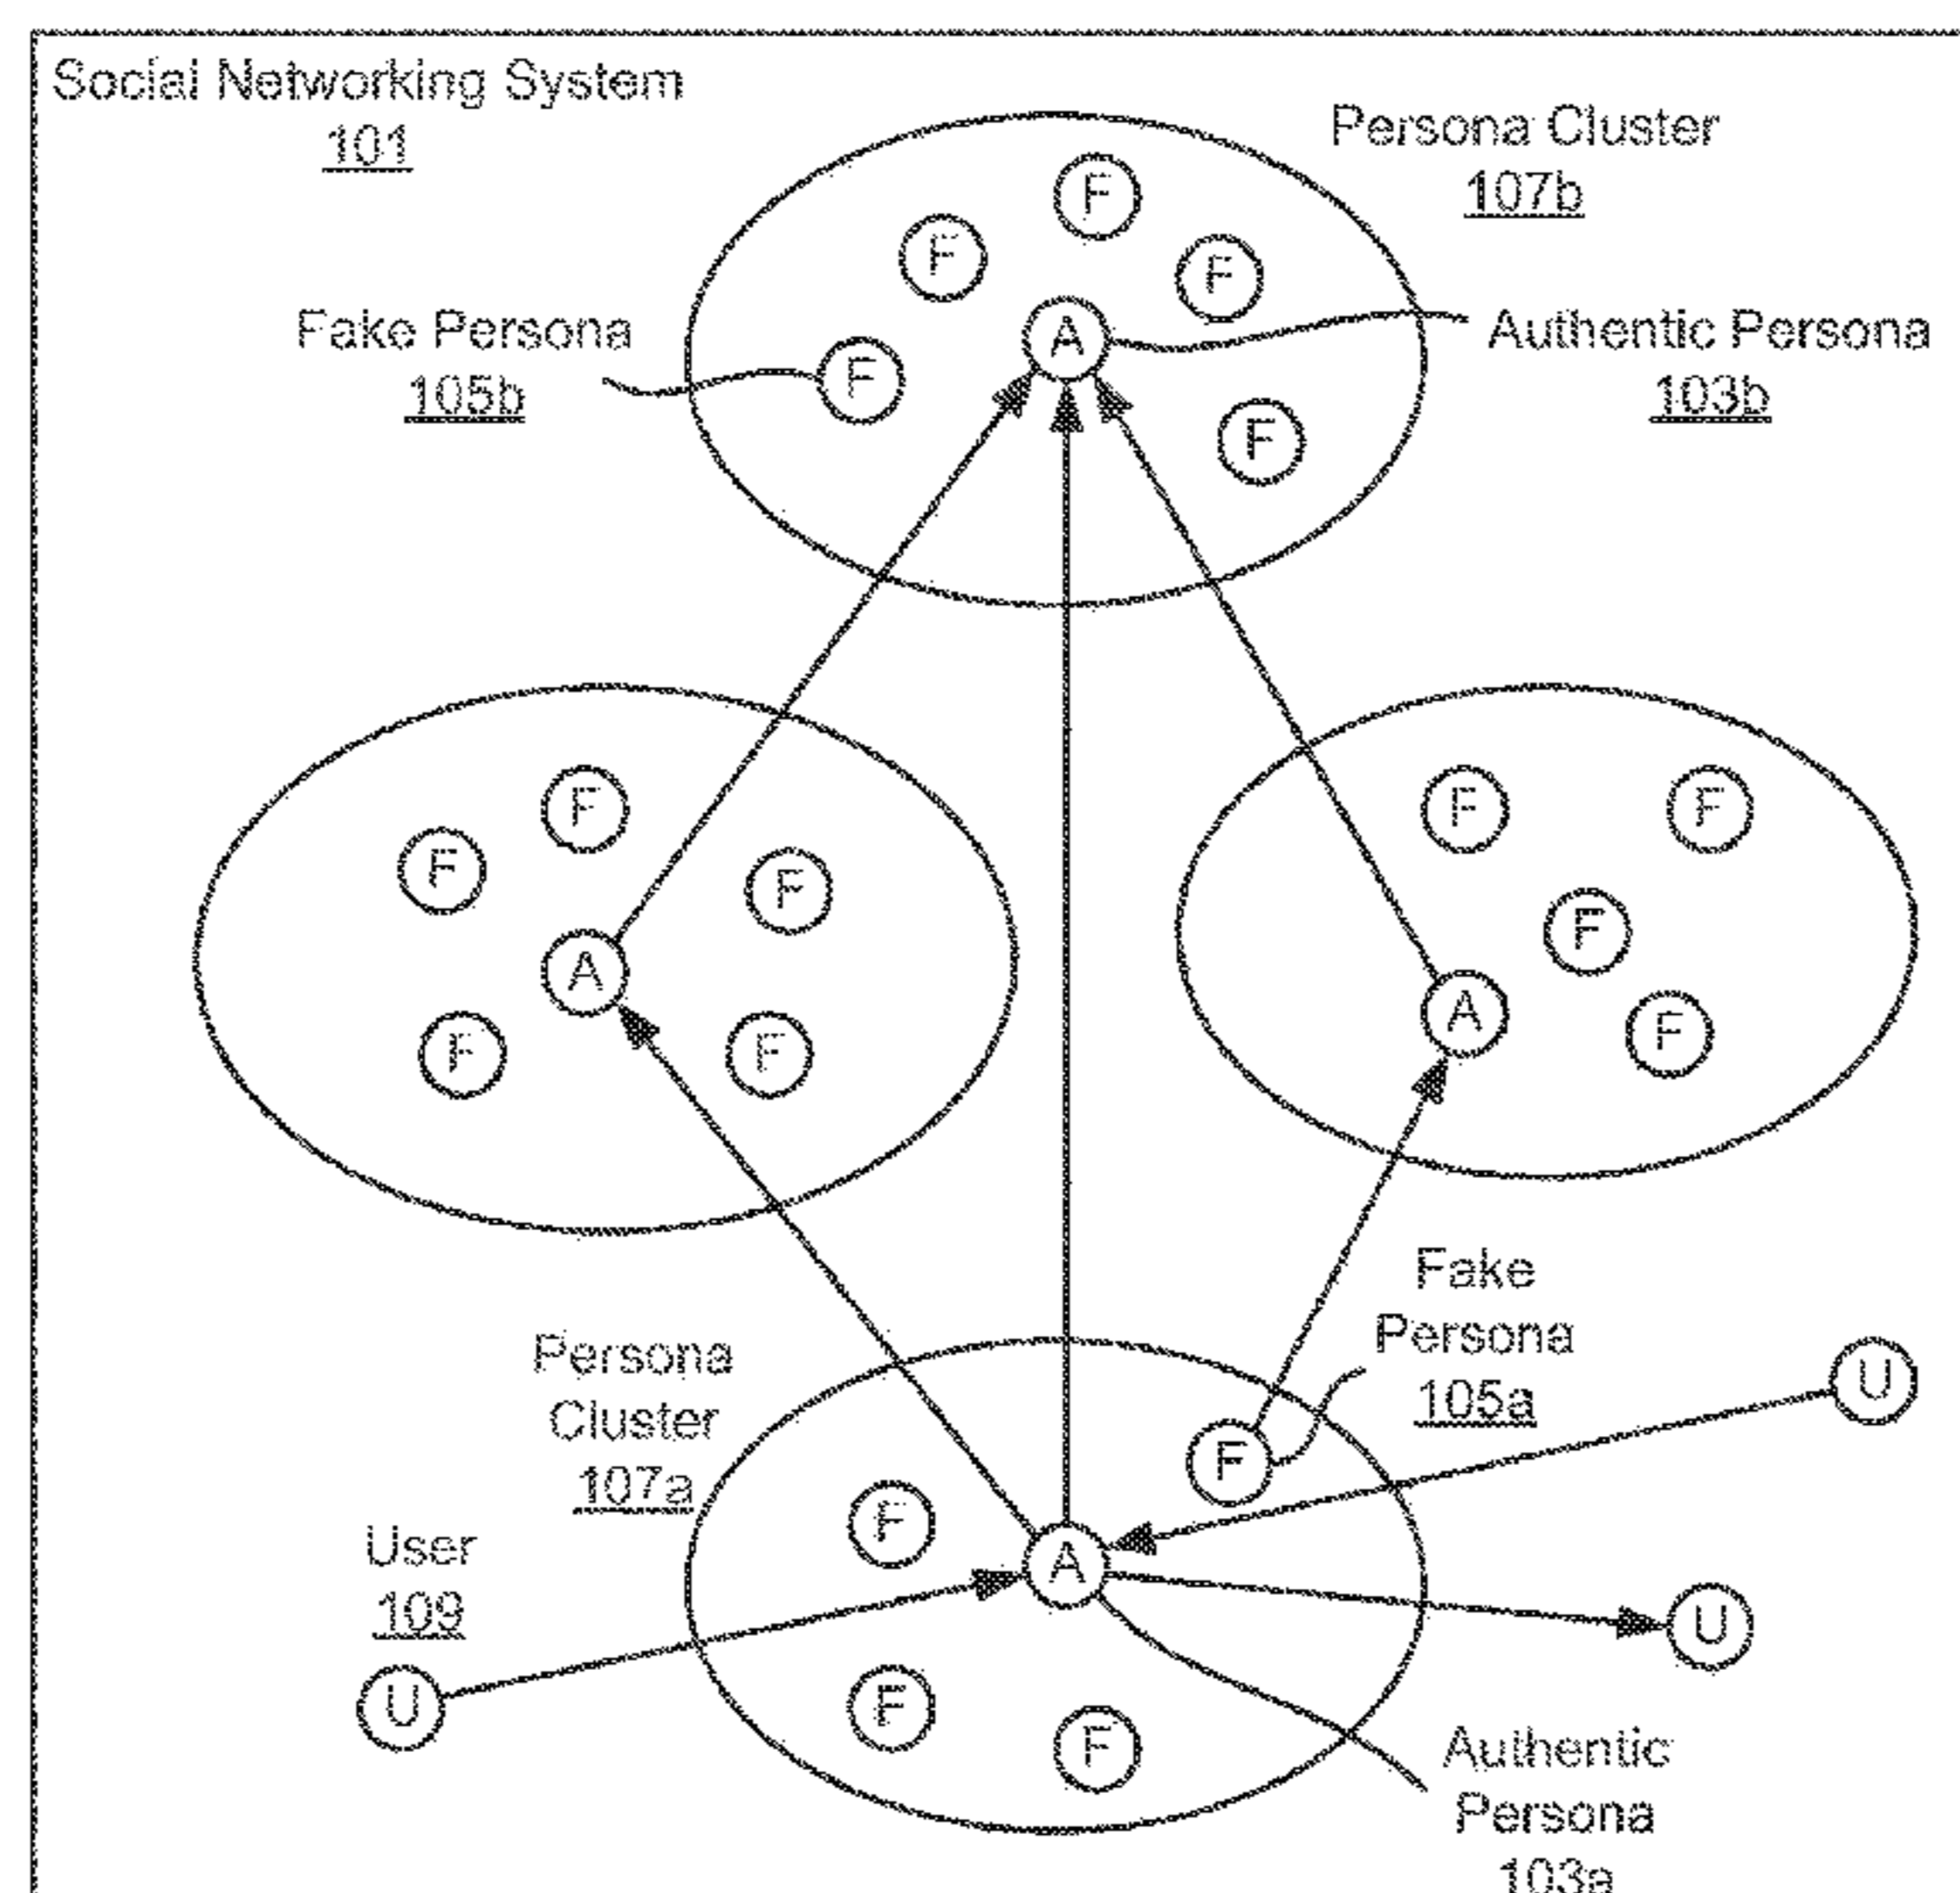 Social Networking System
101
Persona Cluster
107b
F
F
F
Fake Persona
105b
F
A
Authentic Persona
103b
F
F
F
F
A
F
F
F
F
F
A
F
Fake
Persona
105a
Persona
Cluster
107a
F
U
User
109
F
A
U
U
F
F
Authentic
Persona
103a